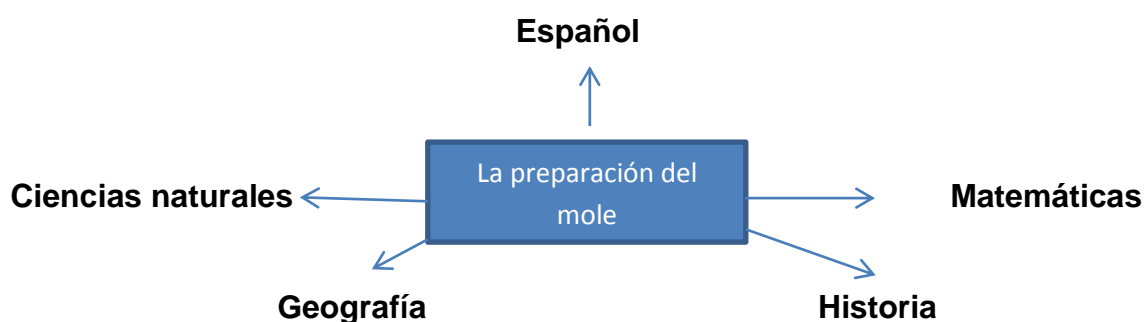 Español
La preparación del
mole
Ciencias naturales
Matemáticas
Geografía
Historia